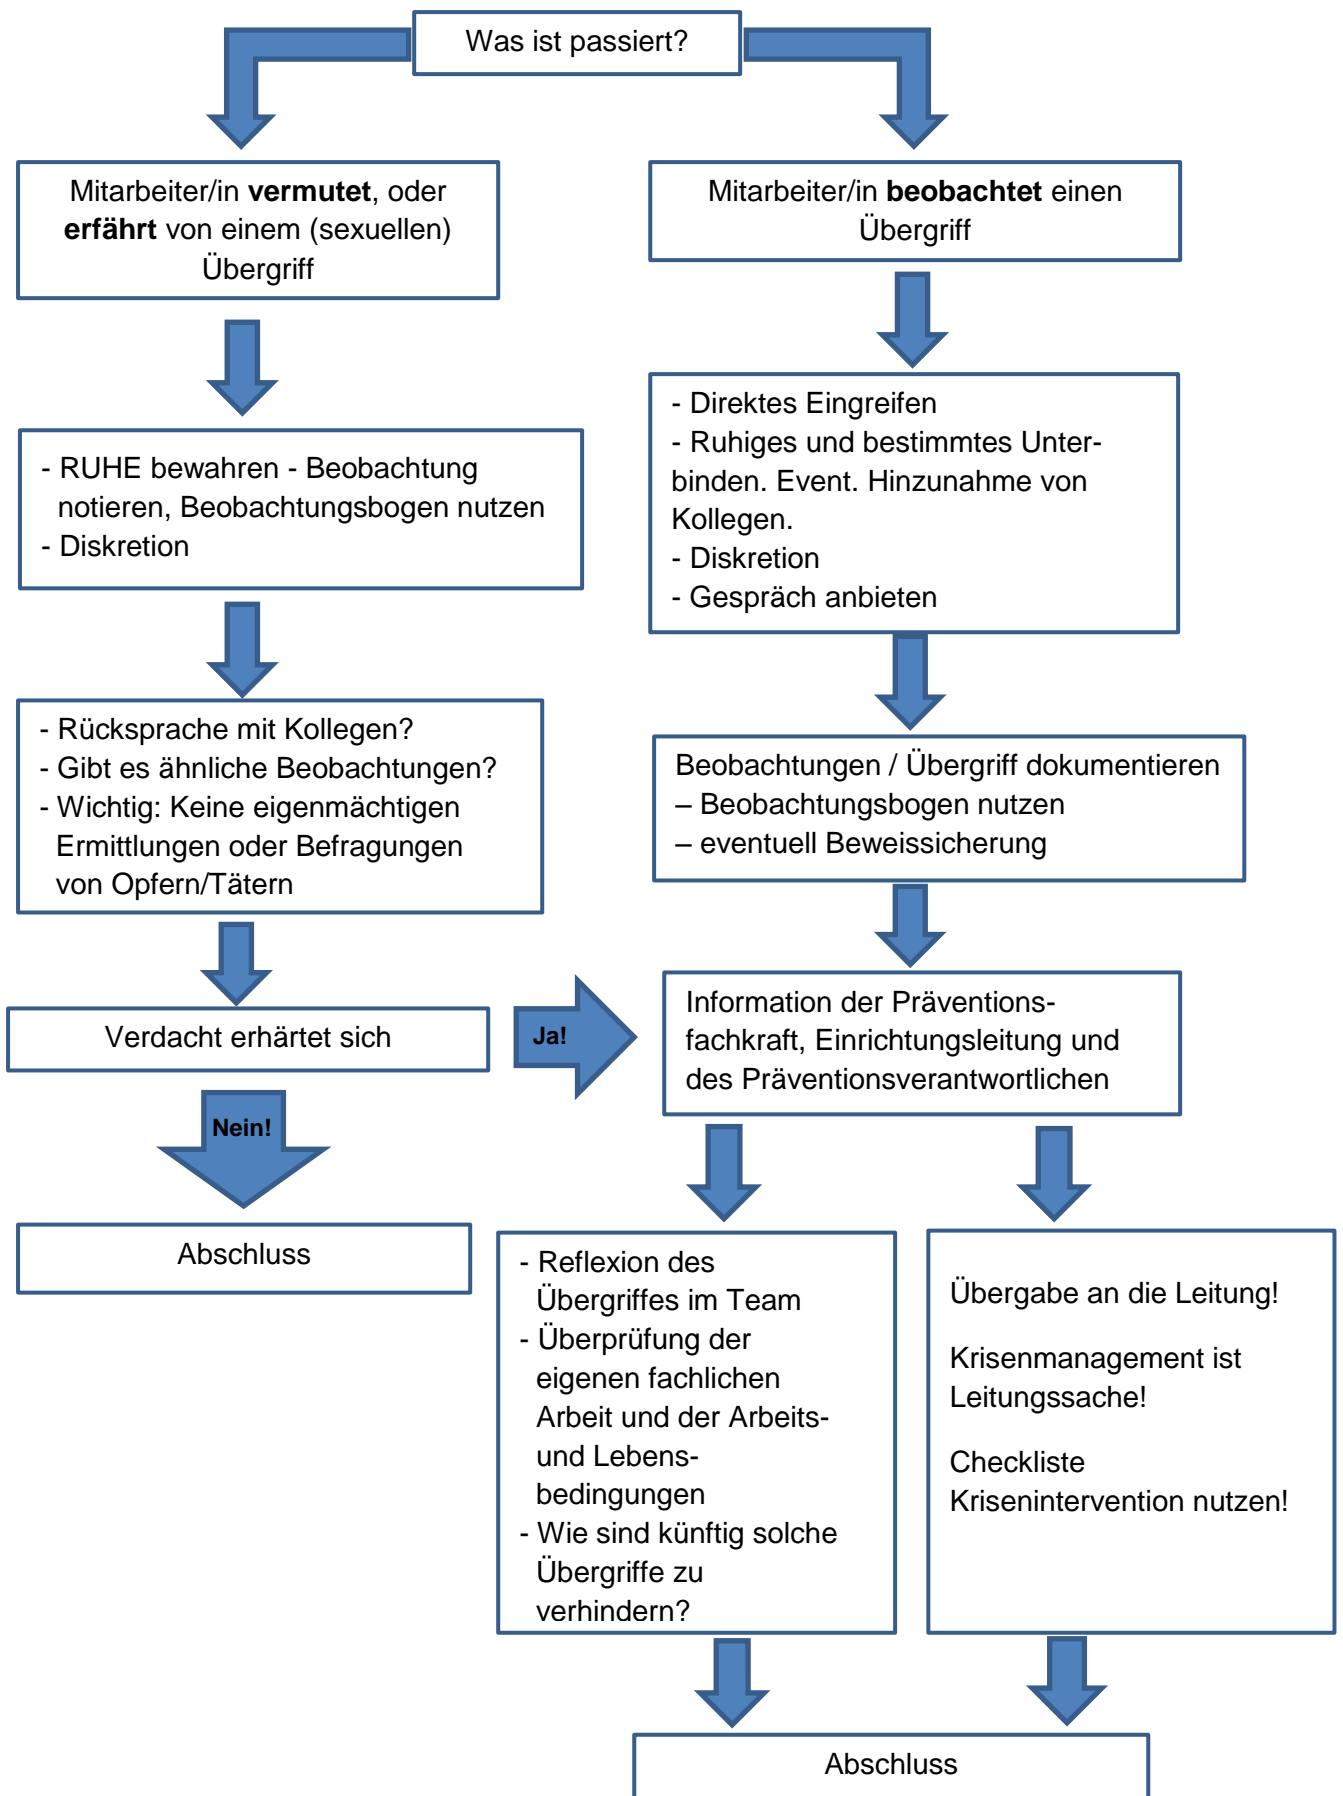 Was ist passiert?
Mitarbeiter/in vermutet, oder
erfährt von einem (sexuellen)
Übergriff
Mitarbeiter/in beobachtet einen
Übergriff
- RUHE bewahren - Beobachtung
notieren, Beobachtungsbogen nutzen
- Diskretion
- Direktes Eingreifen
- Ruhiges und bestimmtes Unter-
binden. Event. Hinzunahme von
Kollegen.
- Diskretion
- Gespräch anbieten
- Rücksprache mit Kollegen?
- Gibt es ähnliche Beobachtungen?
- Wichtig: Keine eigenmächtigen
Ermittlungen oder Befragungen
von Opfern/Tätern
Beobachtungen / Übergriff dokumentieren
– Beobachtungsbogen nutzen
– eventuell Beweissicherung
Verdacht erhärtet sich
Ja!
Information der Präventions-
fachkraft, Einrichtungsleitung und
des Präventionsverantwortlichen
Nein!
Abschluss
- Reflexion des
Übergriffes im Team
- Überprüfung der
eigenen fachlichen
Arbeit und der Arbeits-
und Lebens-
bedingungen
- Wie sind künftig solche
Übergriffe zu
verhindern?
Übergabe an die Leitung!
Krisenmanagement ist
Leitungssache!
Checkliste
Krisenintervention nutzen!
Abschluss